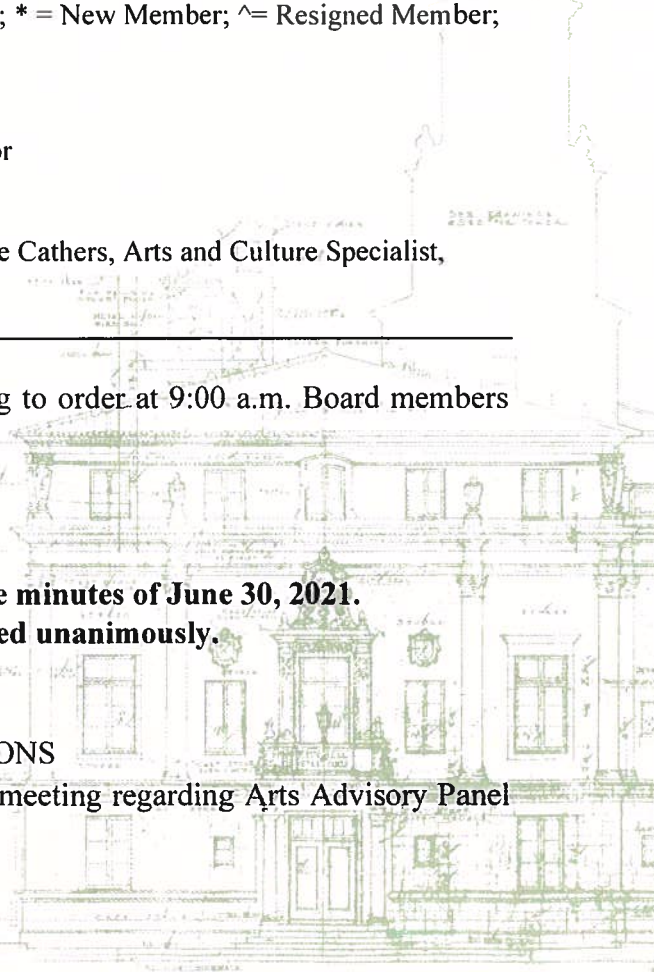 ; * = New Member; ^= Resigned Member;
or
e Cathers, Arts and Culture Specialist,
g to order at 9:00 a.m. Board members
e minutes of June 30, 2021.
ed unanimously.
ONS
meeting regarding Arts Advisory Panel